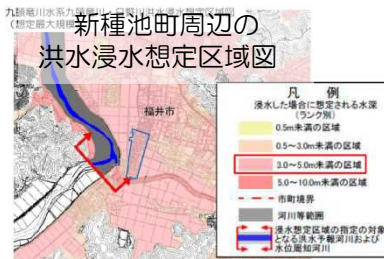 九頭竜川水系九頭竜川・日野川洪水浸水想定区域図
(想定最大規模
新種池町周辺の
洪水浸水想定区域図
福井市
凡 例
浸水した場合に想定される水深
(ランク別)
0.5m未満の区域
0.5～3.0m未満の区域
3.0～5.0m未満の区域
5.0～10.0m未満の区域
市町境界
河川等範囲
浸水想定区域の指定の対象
となる洪水予報河川および
水位周知河川